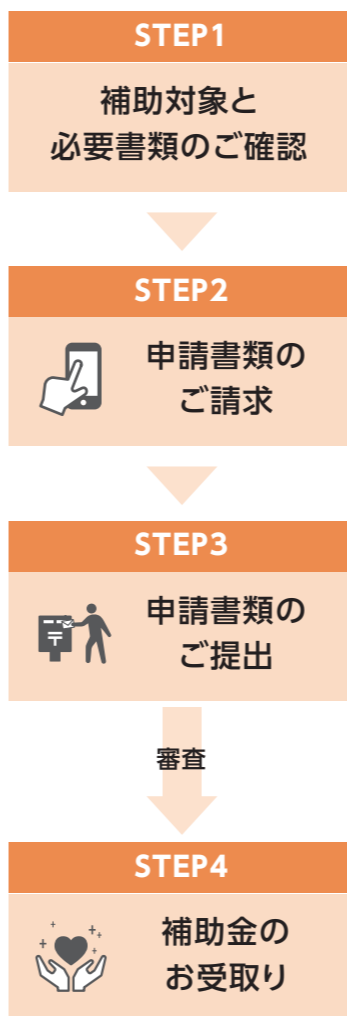 STEP1
補助対象と
必要書類のご確認
STEP2
申請書類の
ご請求
STEP3
〒
申請書類の
ご提出
審査
STEP4
補助金の
お受取り